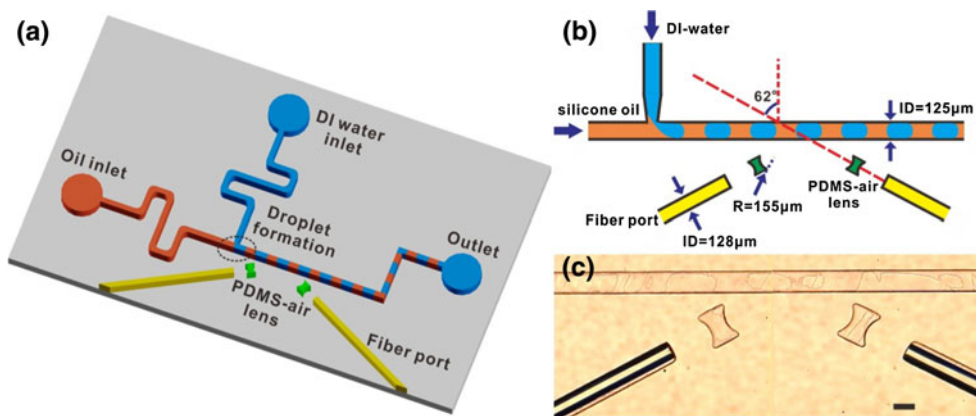 (a)
DI water
inlet
Oil inlet
Droplet
formation
Outlet
PDMS-air
lens
Fiber port
(b)
DI-water
62°
ID=125μm
silicone oil
PDMS-air
lens
R=155μm
Fiber port
ID=128μm
(c)